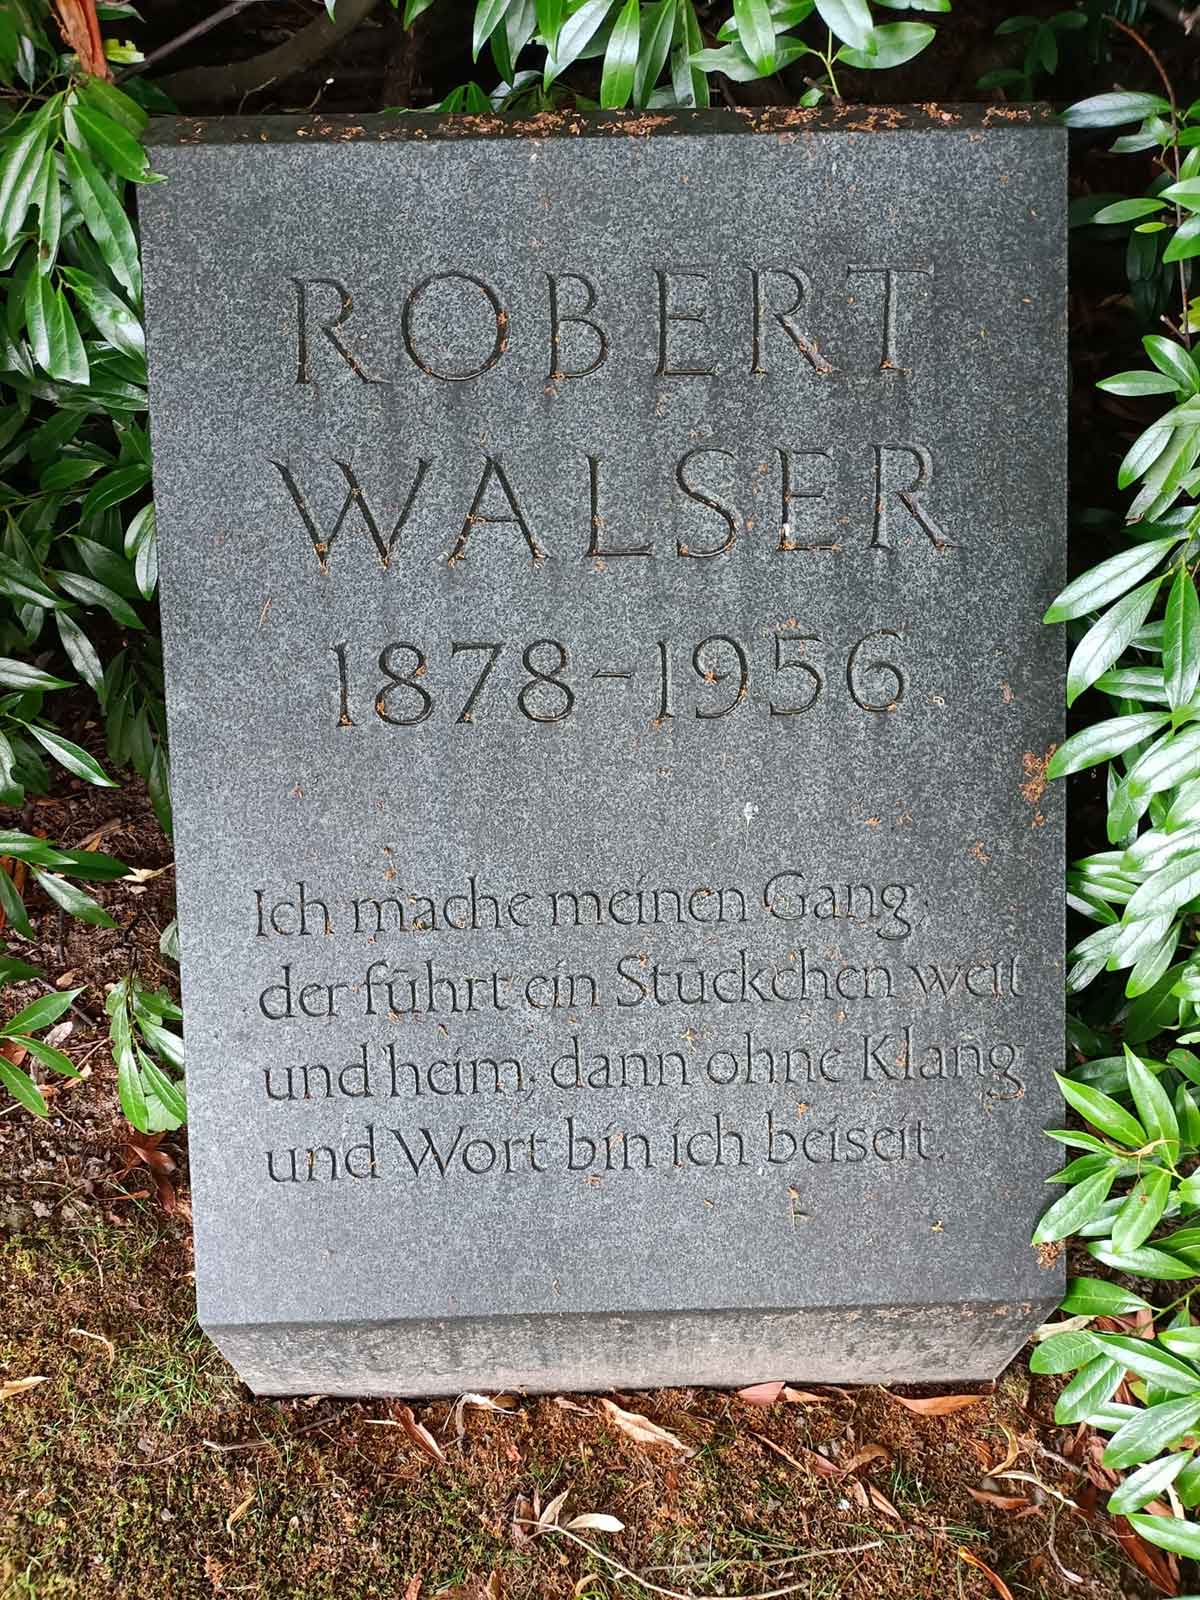 ROBERT
WALSER
1878-1956
Ich mache meinen Gang;
der führt ein Stückchen weit
und heim; dann ohne Klang
und Wort bin ich beiseit.